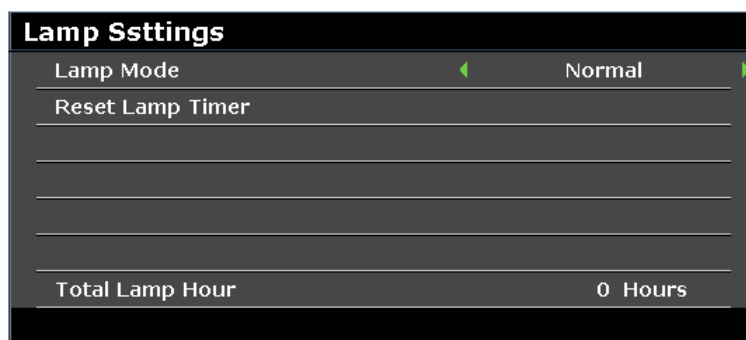 Lamp Ssttings
Lamp Mode Normal
Reset Lamp Timer
Total Lamp Hour 0 Hours